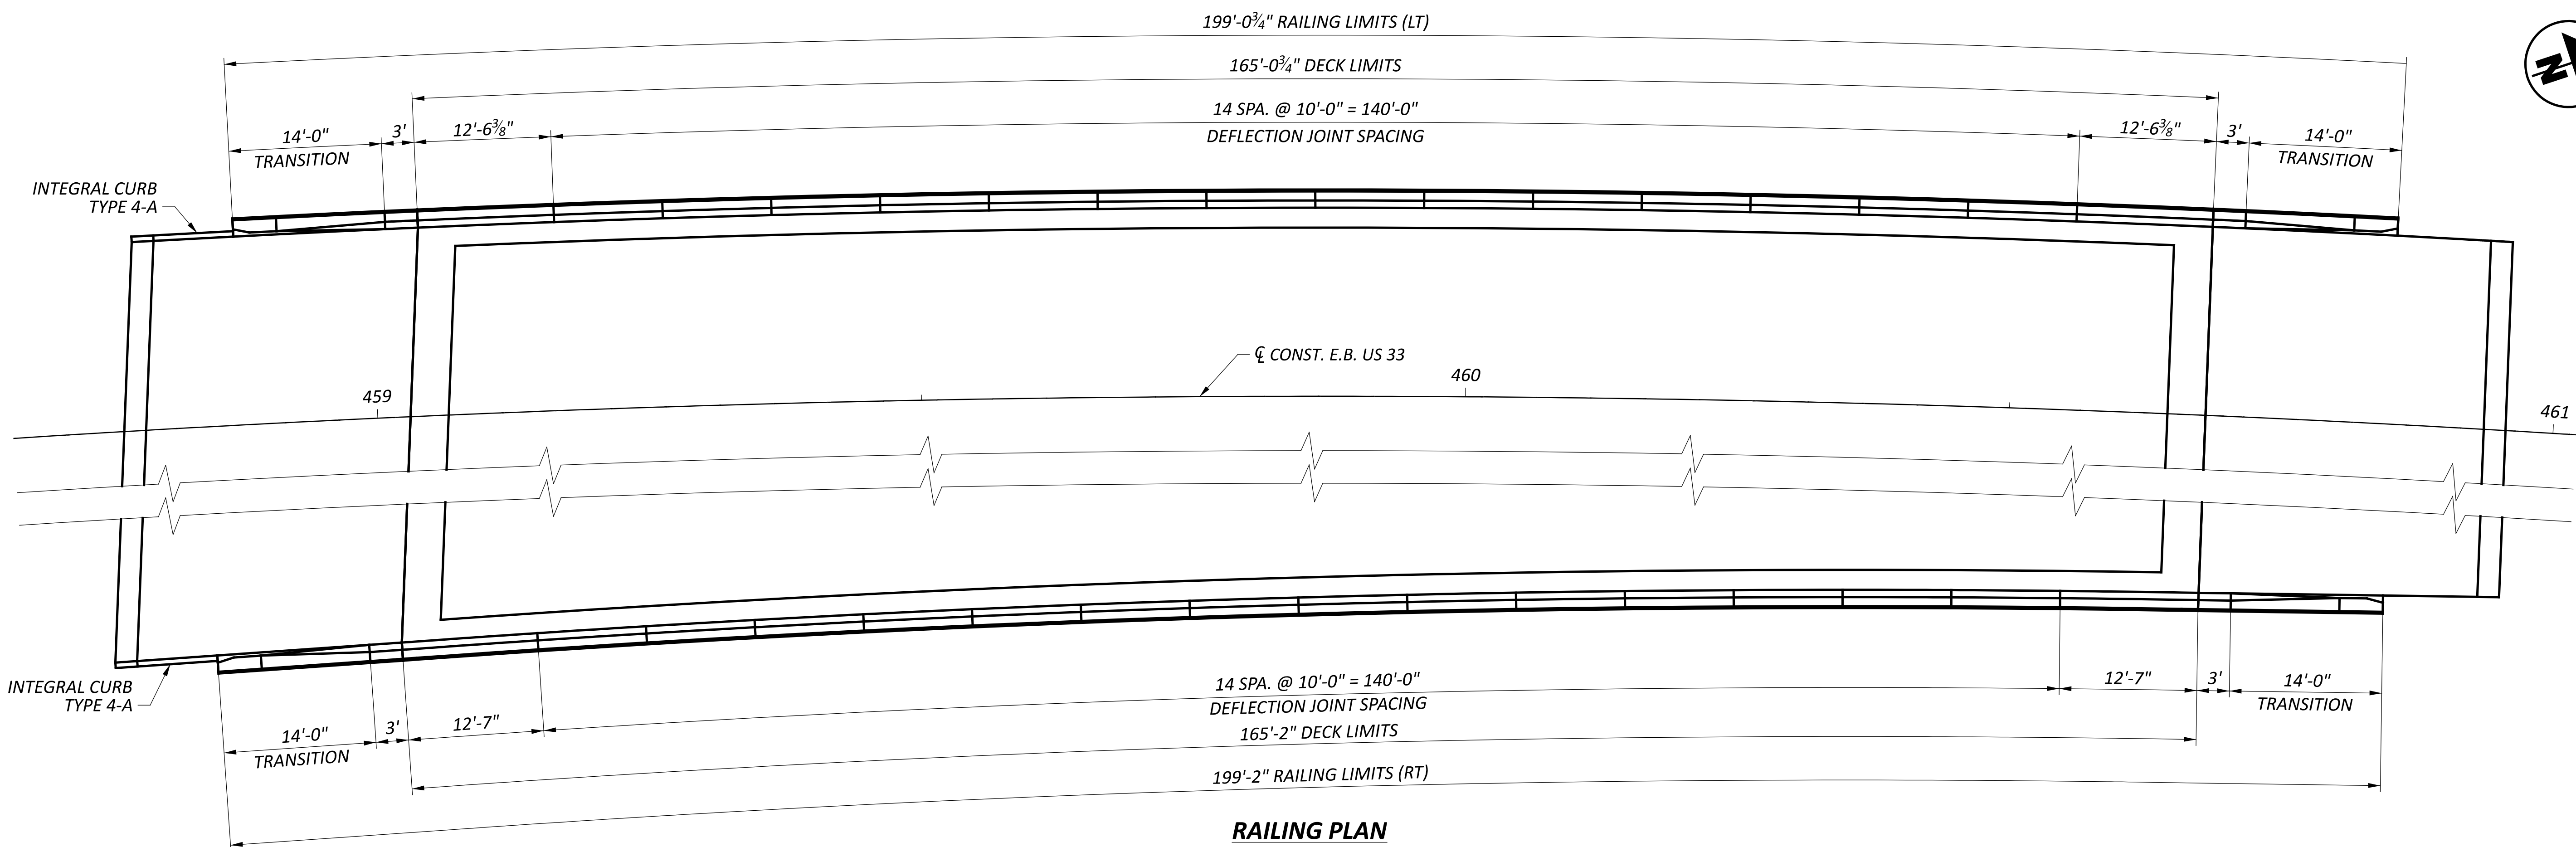 199'-0¾" RAILING LIMITS (LT)
165'-0¾" DECK LIMITS
14 SPA. @ 10'-0" = 140'-0"
DEFLECTION JOINT SPACING
14'-0"
TRANSITION
3'
12'-6⅜"
12'-6⅜"
3'
14'-0"
TRANSITION
N
INTEGRAL CURB
TYPE 4-A
℄ CONST. E.B. US 33
459
460
461
INTEGRAL CURB
TYPE 4-A
14'-0"
TRANSITION
3'
12'-7"
14 SPA. @ 10'-0" = 140'-0"
DEFLECTION JOINT SPACING
12'-7"
3'
14'-0"
TRANSITION
165'-2" DECK LIMITS
199'-2" RAILING LIMITS (RT)
RAILING PLAN